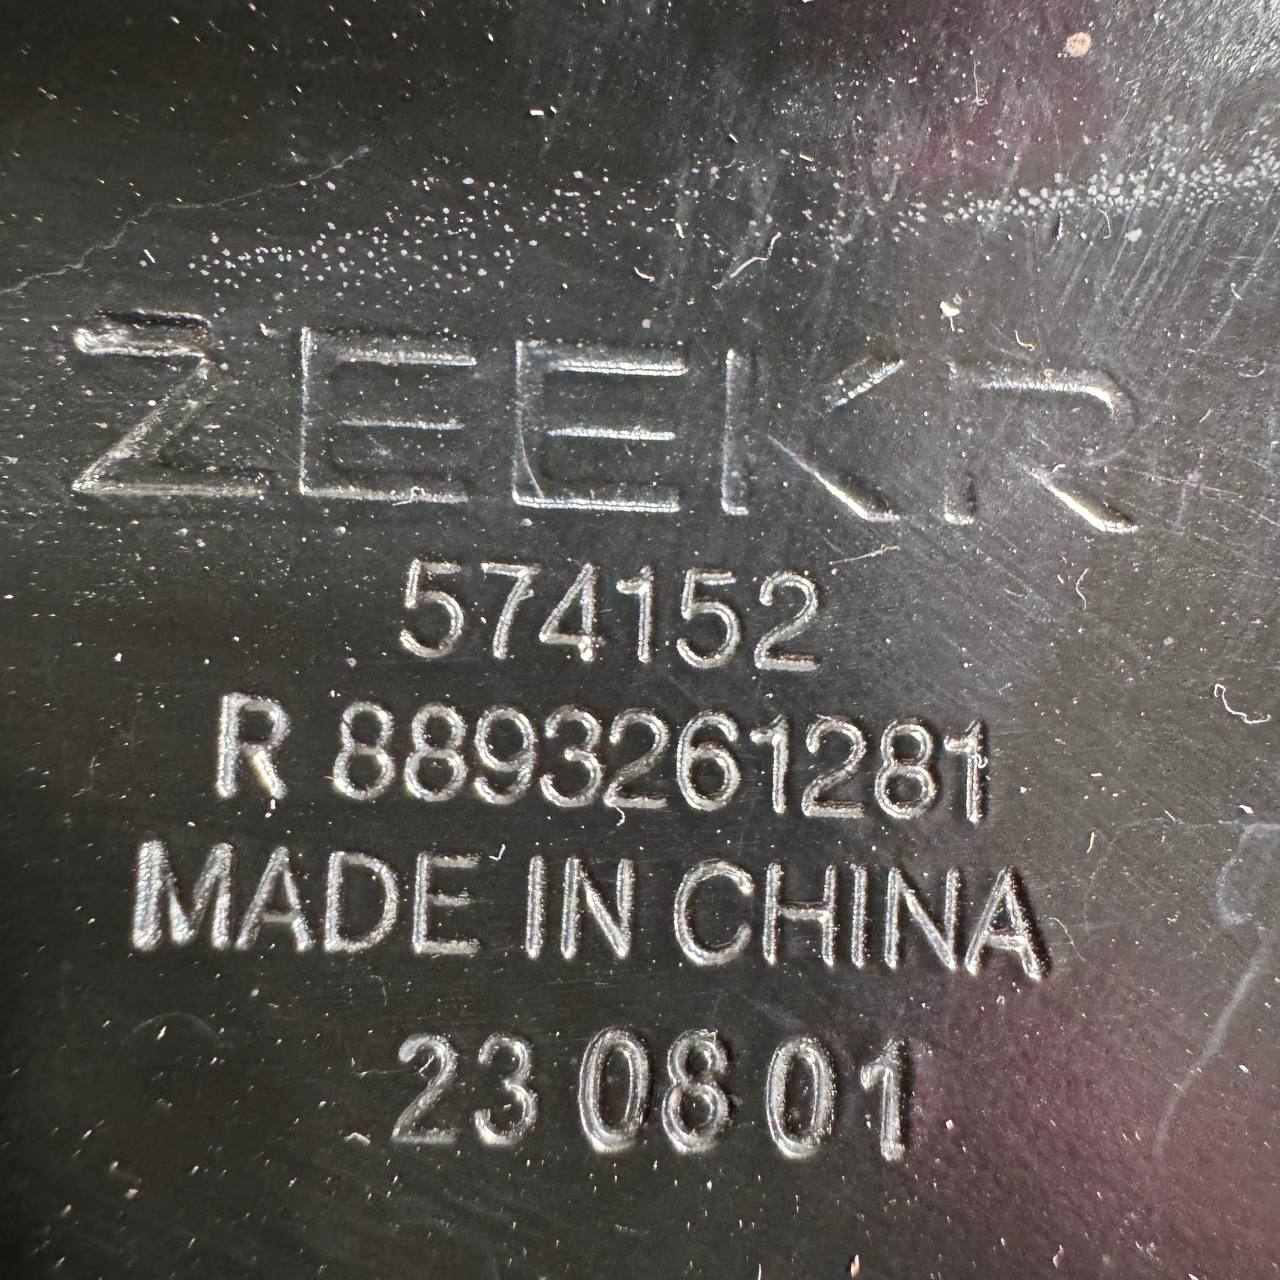 ZEEKR
574152
R 8893261281
MADE IN CHINA
23 08 01